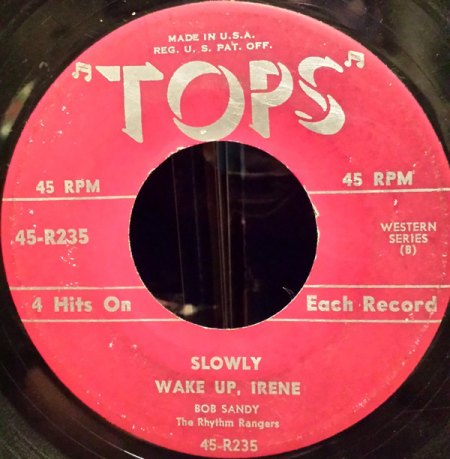 MADE IN U.S.A.
REG. U. S. PAT. OFF.
"TOPS"
45 RPM
45 RPM
45-R235
WESTERN
SERIES
(B)
4 Hits On
Each Record
SLOWLY
WAKE UP, IRENE
BOB SANDY
The Rhythm Rangers
45-R235